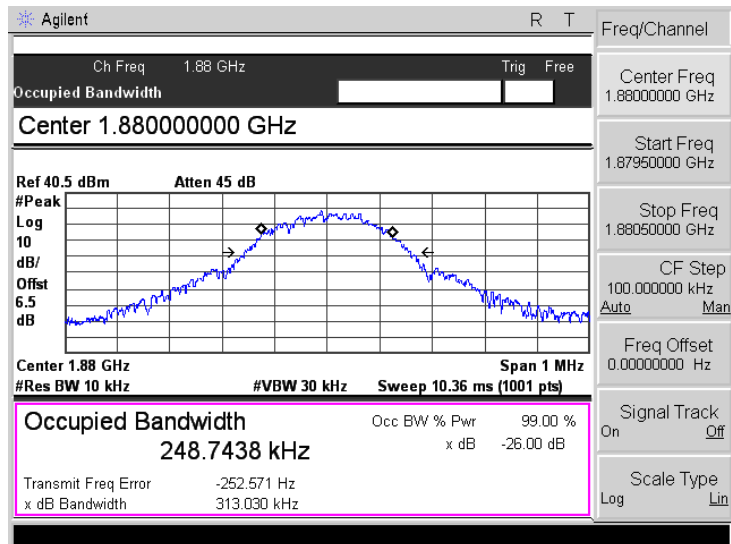 Agilent R T
Ch Freq 1.88 GHz Trig Free
Occupied Bandwidth
Center 1.880000000 GHz
Ref 40.5 dBm Atten 45 dB
#Peak
Log
10
dB/
Offst
6.5
dB
Center 1.88 GHz Span 1 MHz
#Res BW 10 kHz #VBW 30 kHz Sweep 10.36 ms (1001 pts)
Occupied Bandwidth
248.7438 kHz
Occ BW % Pwr 99.00 %
x dB -26.00 dB
Transmit Freq Error -252.571 Hz
x dB Bandwidth 313.030 kHz
Freq/Channel
Center Freq
1.88000000 GHz
Start Freq
1.87950000 GHz
Stop Freq
1.88050000 GHz
CF Step
100.000000 kHz
Auto Man
Freq Offset
0.00000000 Hz
Signal Track
On Off
Scale Type
Log Lin